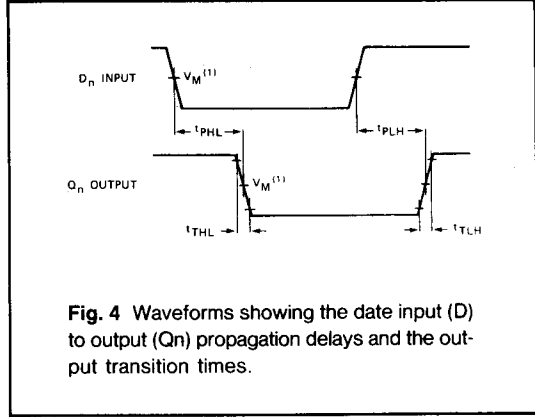 Dn INPUT
VM(1)
tPHL
tPLH
Qn OUTPUT
VM(1)
tTHL
tTLH
Fig. 4 Waveforms showing the date input (D)
to output (Qn) propagation delays and the out-
put transition times.